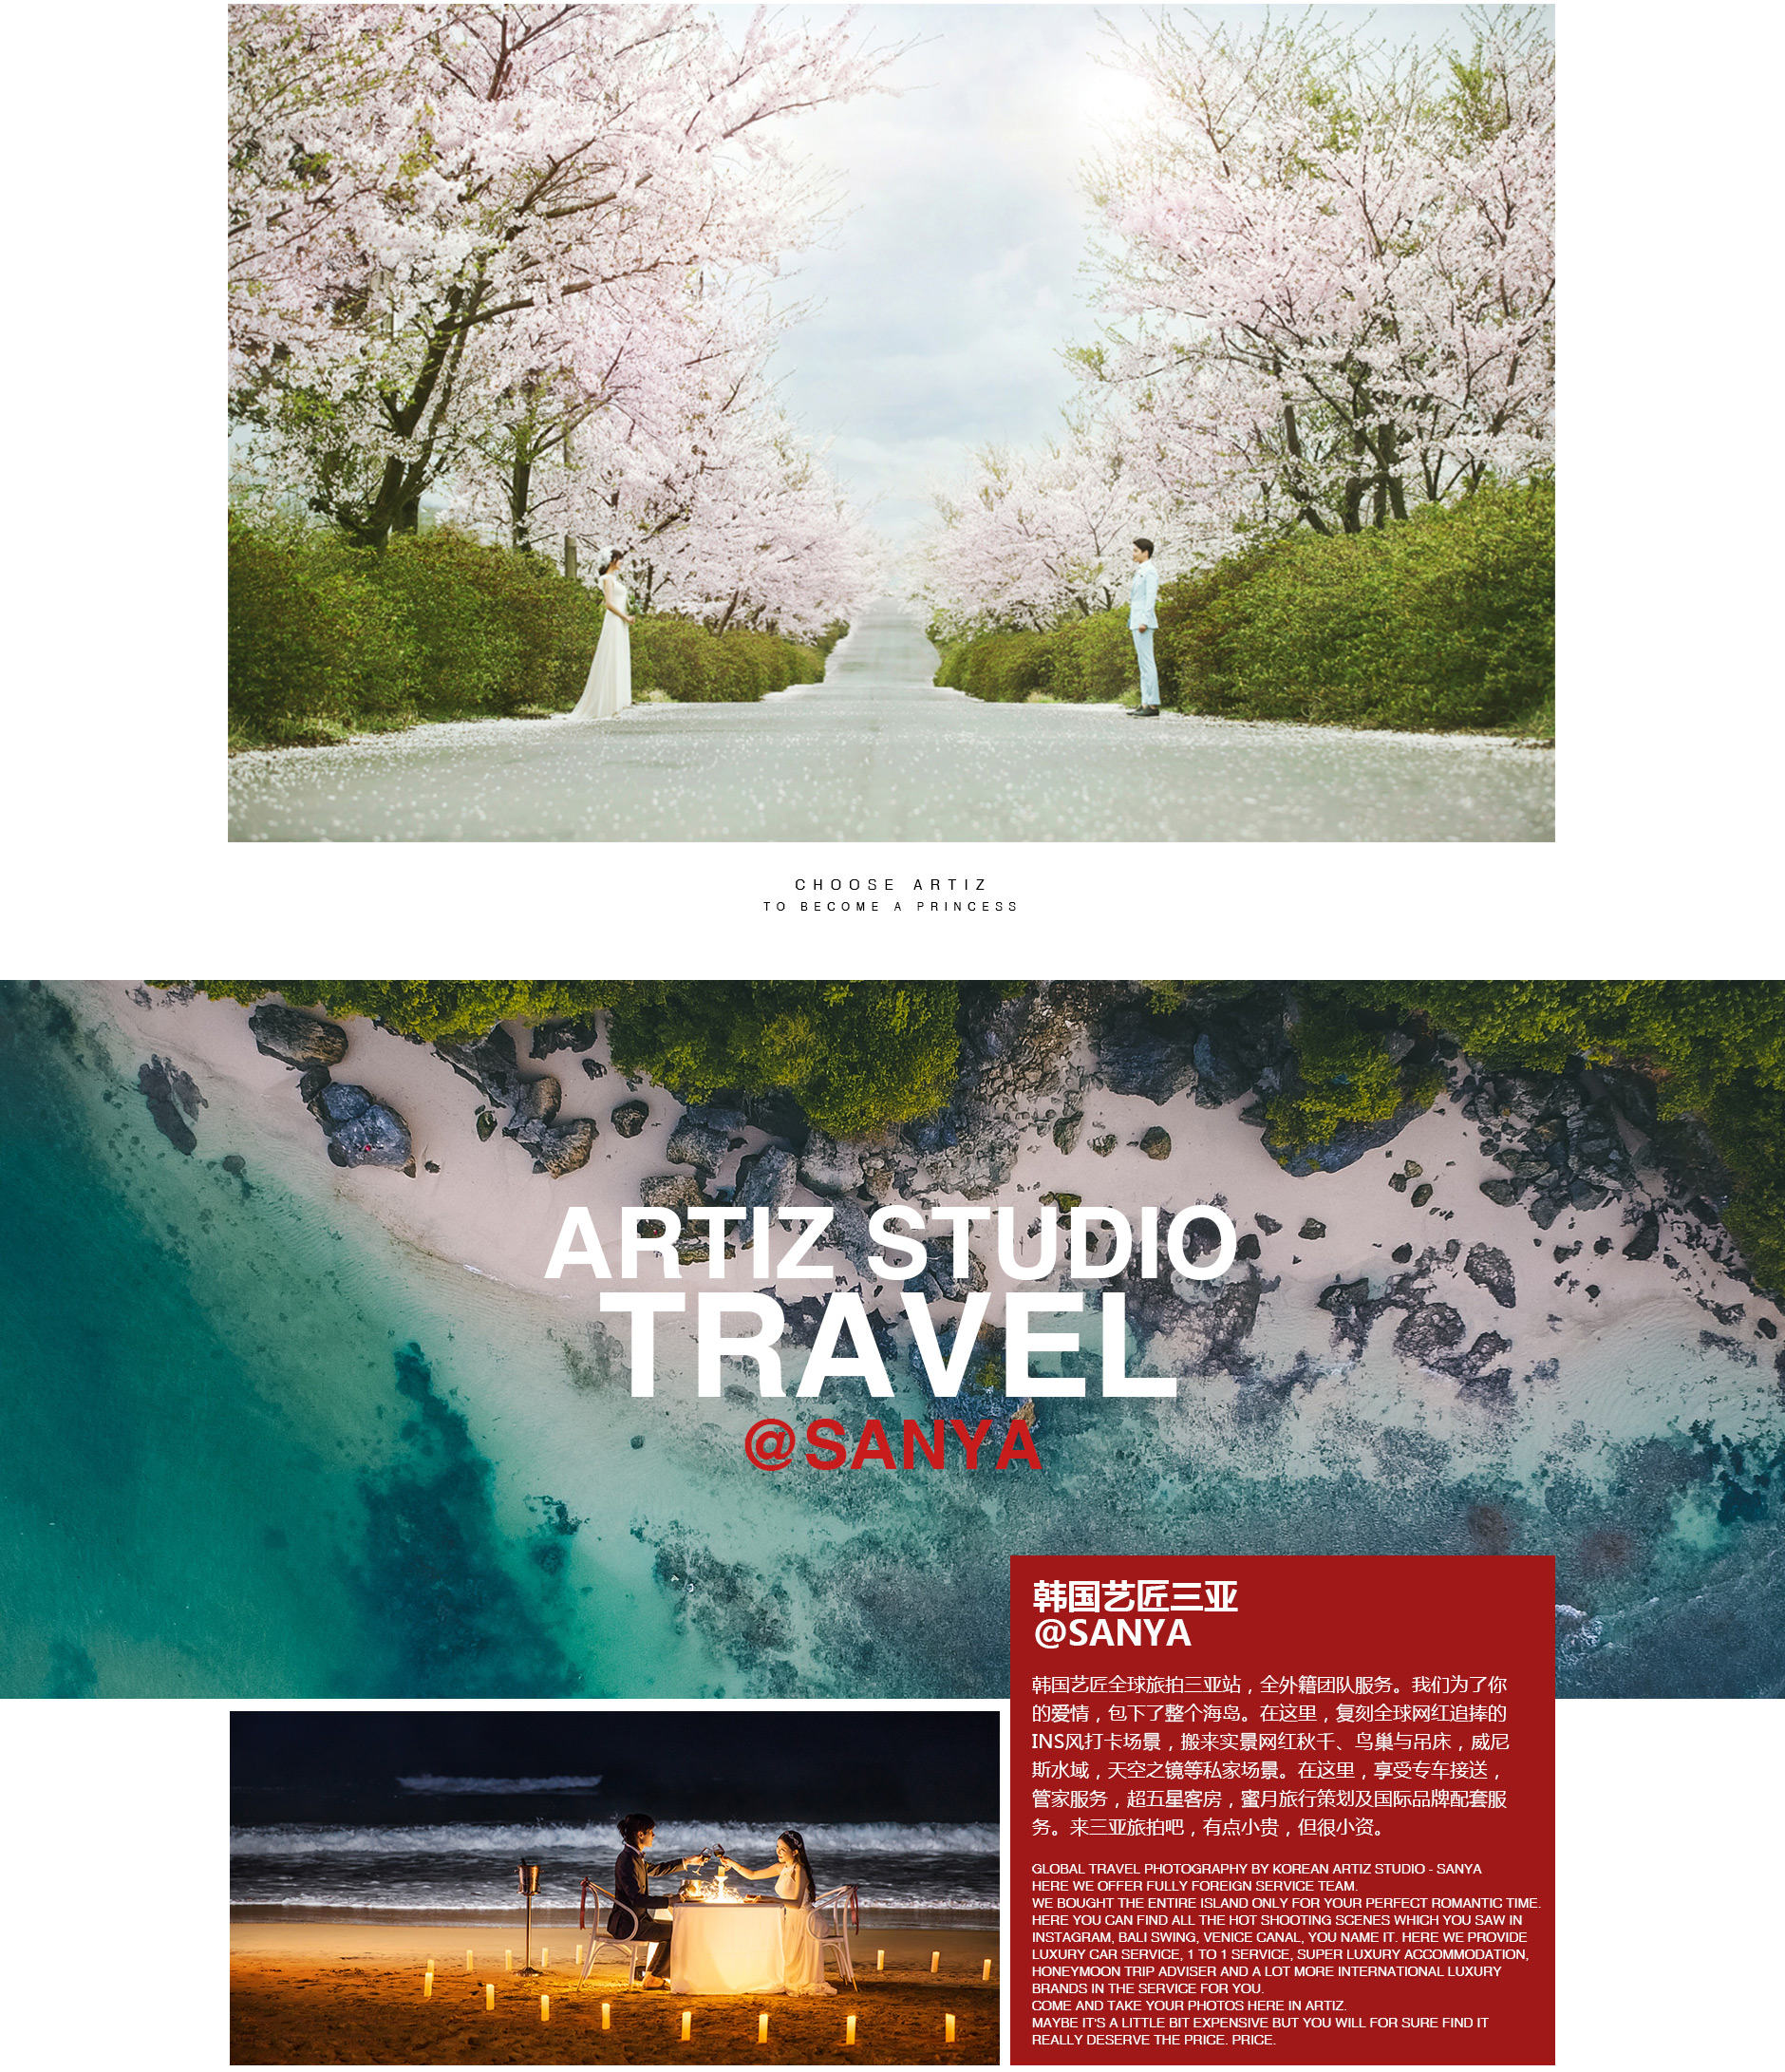 CHOOSE ARTIZ
TO BECOME A PRINCESS
ARTIZ STUDIO
TRAVEL
@SANYA
韩国艺匠三亚
@SANYA
韩国艺匠全球旅拍三亚站，全外籍团队服务。我们为了你
的爱情，包下了整个海岛。在这里，复刻全球网红追捧的
INS风打卡场景，搬来实景网红秋千、鸟巢与吊床，威尼
斯水域，天空之镜等私家场景。在这里，享受专车接送，
管家服务，超五星客房，蜜月旅行策划及国际品牌配套服
务。来三亚旅拍吧，有点小贵，但很小资。
GLOBAL TRAVEL PHOTOGRAPHY BY KOREAN ARTIZ STUDIO - SANYA
HERE WE OFFER FULLY FOREIGN SERVICE TEAM.
WE BOUGHT THE ENTIRE ISLAND ONLY FOR YOUR PERFECT ROMANTIC TIME.
HERE YOU CAN FIND ALL THE HOT SHOOTING SCENES WHICH YOU SAW IN
INSTAGRAM, BALI SWING, VENICE CANAL, YOU NAME IT. HERE WE PROVIDE
LUXURY CAR SERVICE, 1 TO 1 SERVICE, SUPER LUXURY ACCOMMODATION,
HONEYMOON TRIP ADVISER AND A LOT MORE INTERNATIONAL LUXURY
BRANDS IN THE SERVICE FOR YOU.
COME AND TAKE YOUR PHOTOS HERE IN ARTIZ.
MAYBE IT'S A LITTLE BIT EXPENSIVE BUT YOU WILL FOR SURE FIND IT
REALLY DESERVE THE PRICE. PRICE.